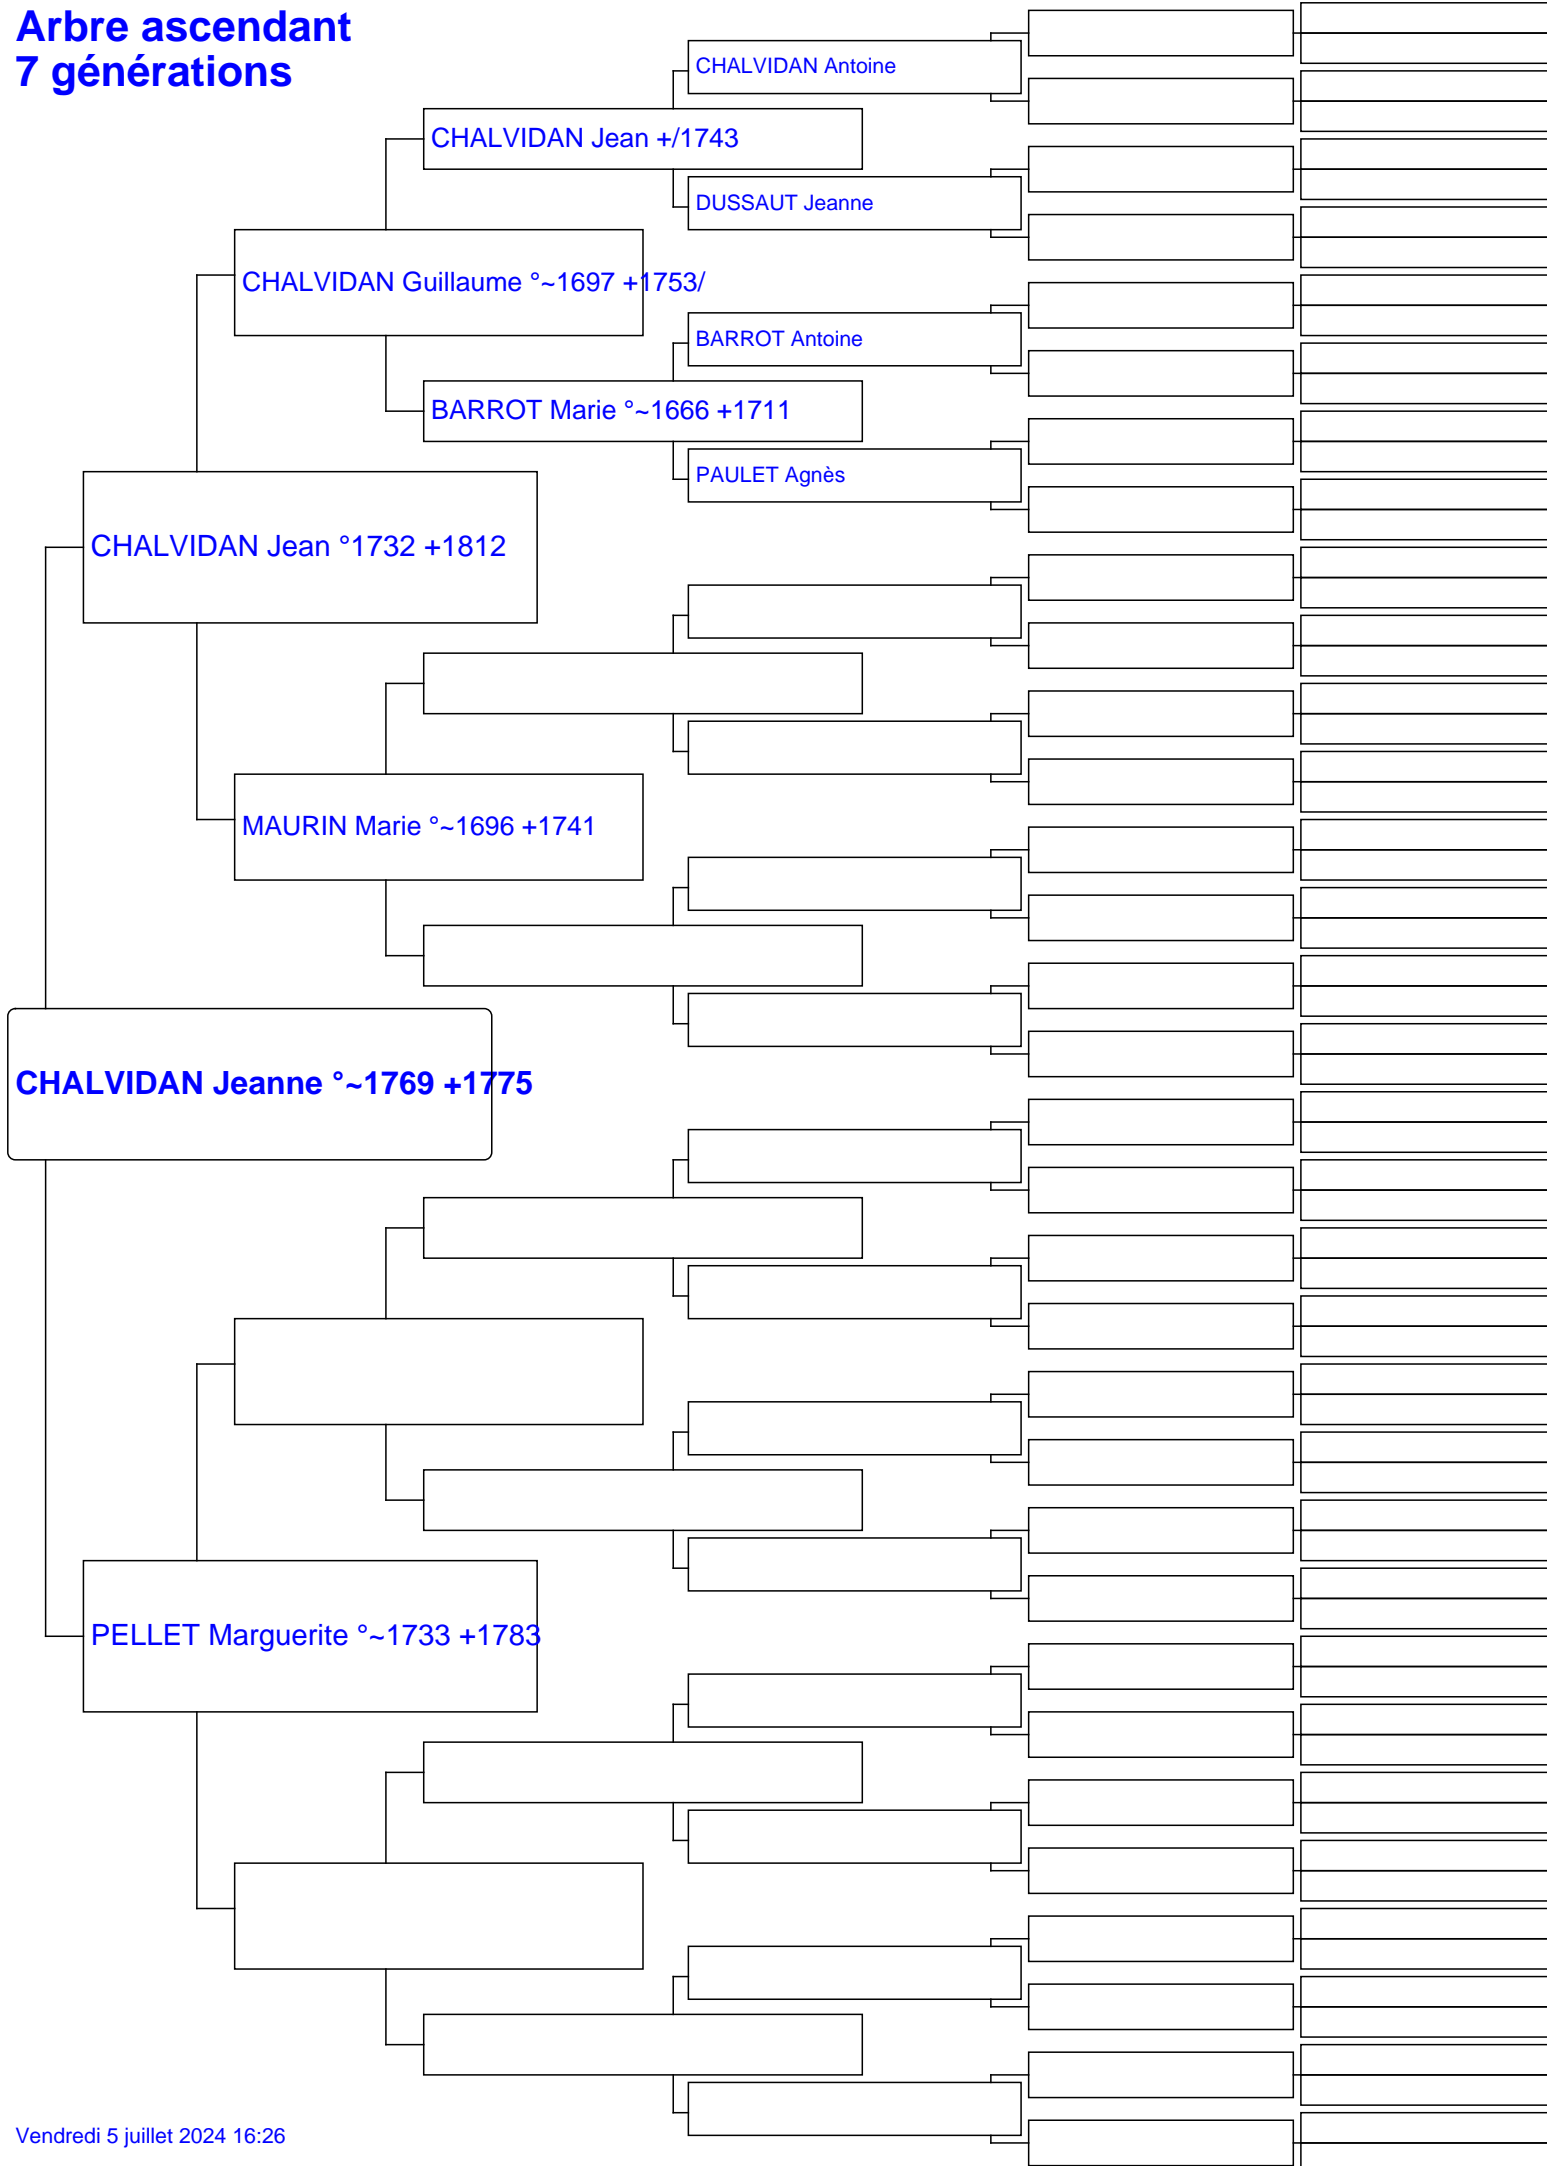 Arbre ascendant
7 générations
CHALVIDAN Antoine
CHALVIDAN Jean +/1743
DUSSAUT Jeanne
CHALVIDAN Guillaume °~1697 +1753/
BARROT Antoine
BARROT Marie °~1666 +1711
PAULET Agnès
CHALVIDAN Jean °1732 +1812
MAURIN Marie °~1696 +1741
CHALVIDAN Jeanne °~1769 +1775
PELLET Marguerite °~1733 +1783
Vendredi 5 juillet 2024 16:26